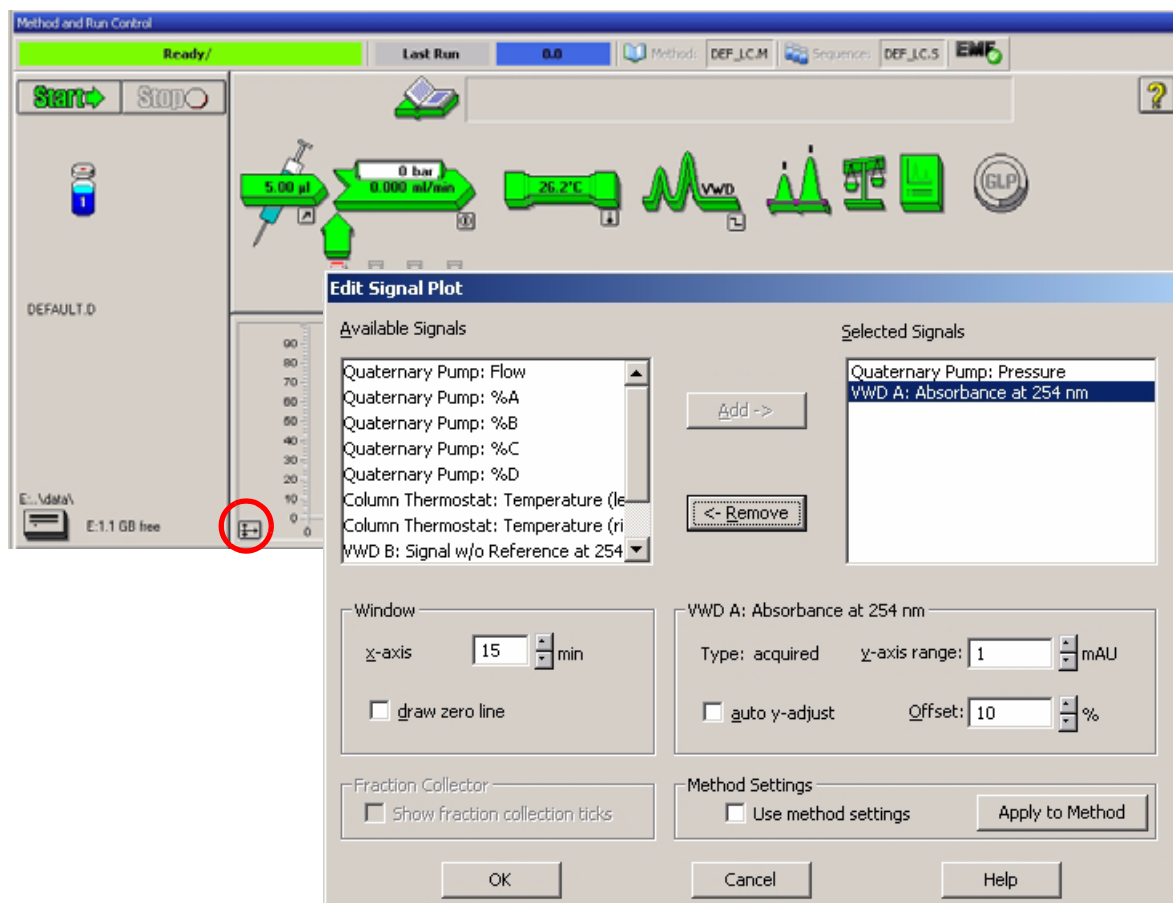 Method and Run Control
Ready/
Last Run
0.0
Method: DEF_LC.M
Sequence: DEF_LC.S
EMF
Start
Stop
?
1
5.00 µl
0 bar
0.000 ml/min
26.2°C
VWD
GLP
DEFAULT.D
E:..\data\
E:1.1 GB free
90
80
70
60
50
40
30
20
10
0
0
Edit Signal Plot
Available Signals
Quaternary Pump: Flow
Quaternary Pump: %A
Quaternary Pump: %B
Quaternary Pump: %C
Quaternary Pump: %D
Column Thermostat: Temperature (le
Column Thermostat: Temperature (ri
VWD B: Signal w/o Reference at 254
Add ->
<- Remove
Selected Signals
Quaternary Pump: Pressure
VWD A: Absorbance at 254 nm
Window
x-axis 15 min
draw zero line
VWD A: Absorbance at 254 nm
Type: acquired y-axis range: 1 mAU
auto y-adjust Offset: 10 %
Fraction Collector
Show fraction collection ticks
Method Settings
Use method settings Apply to Method
OK Cancel Help